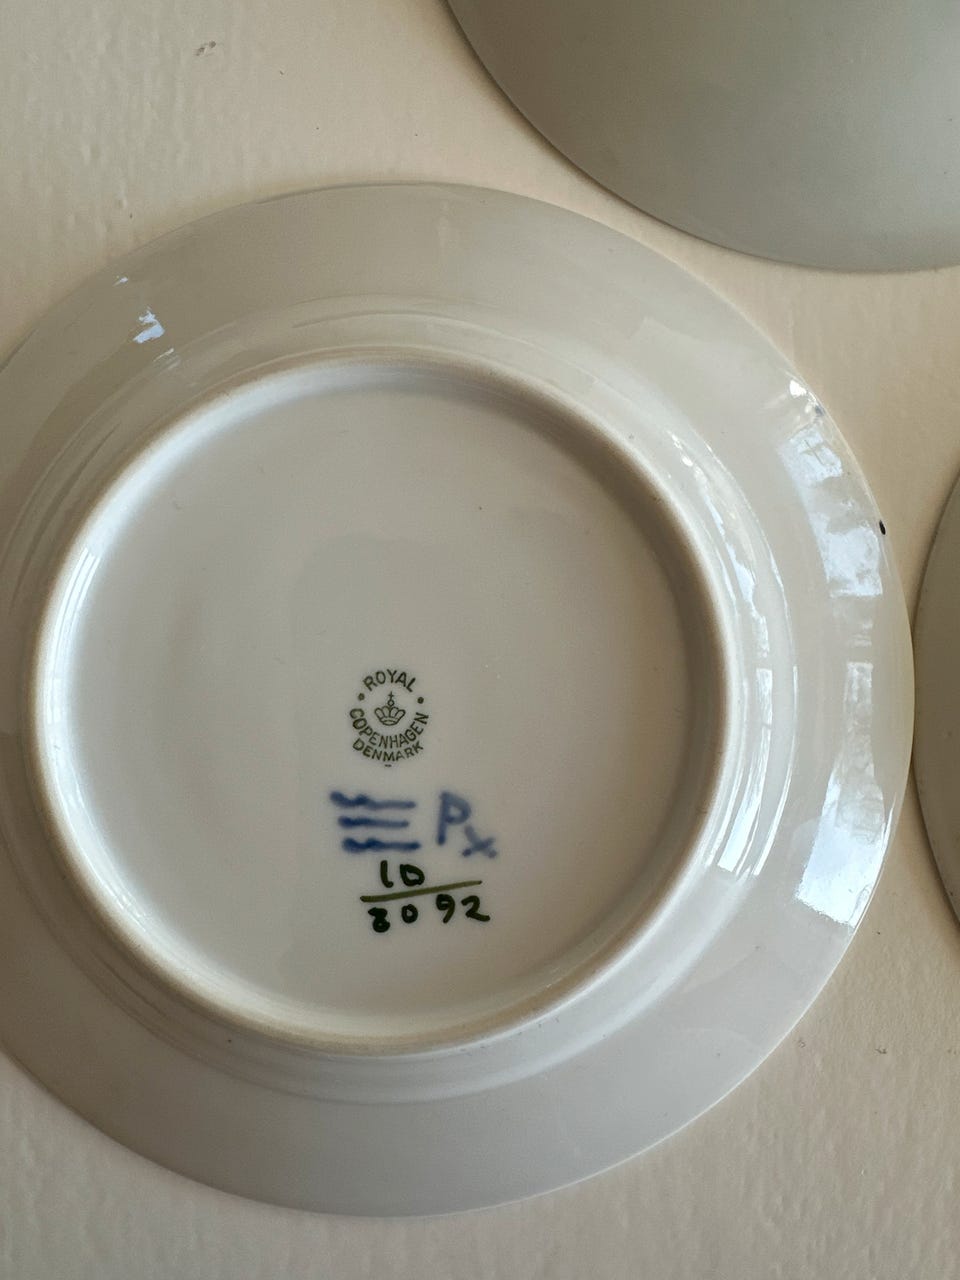 ROYAL
COPENHAGEN
DENMARK
Px
10
8092